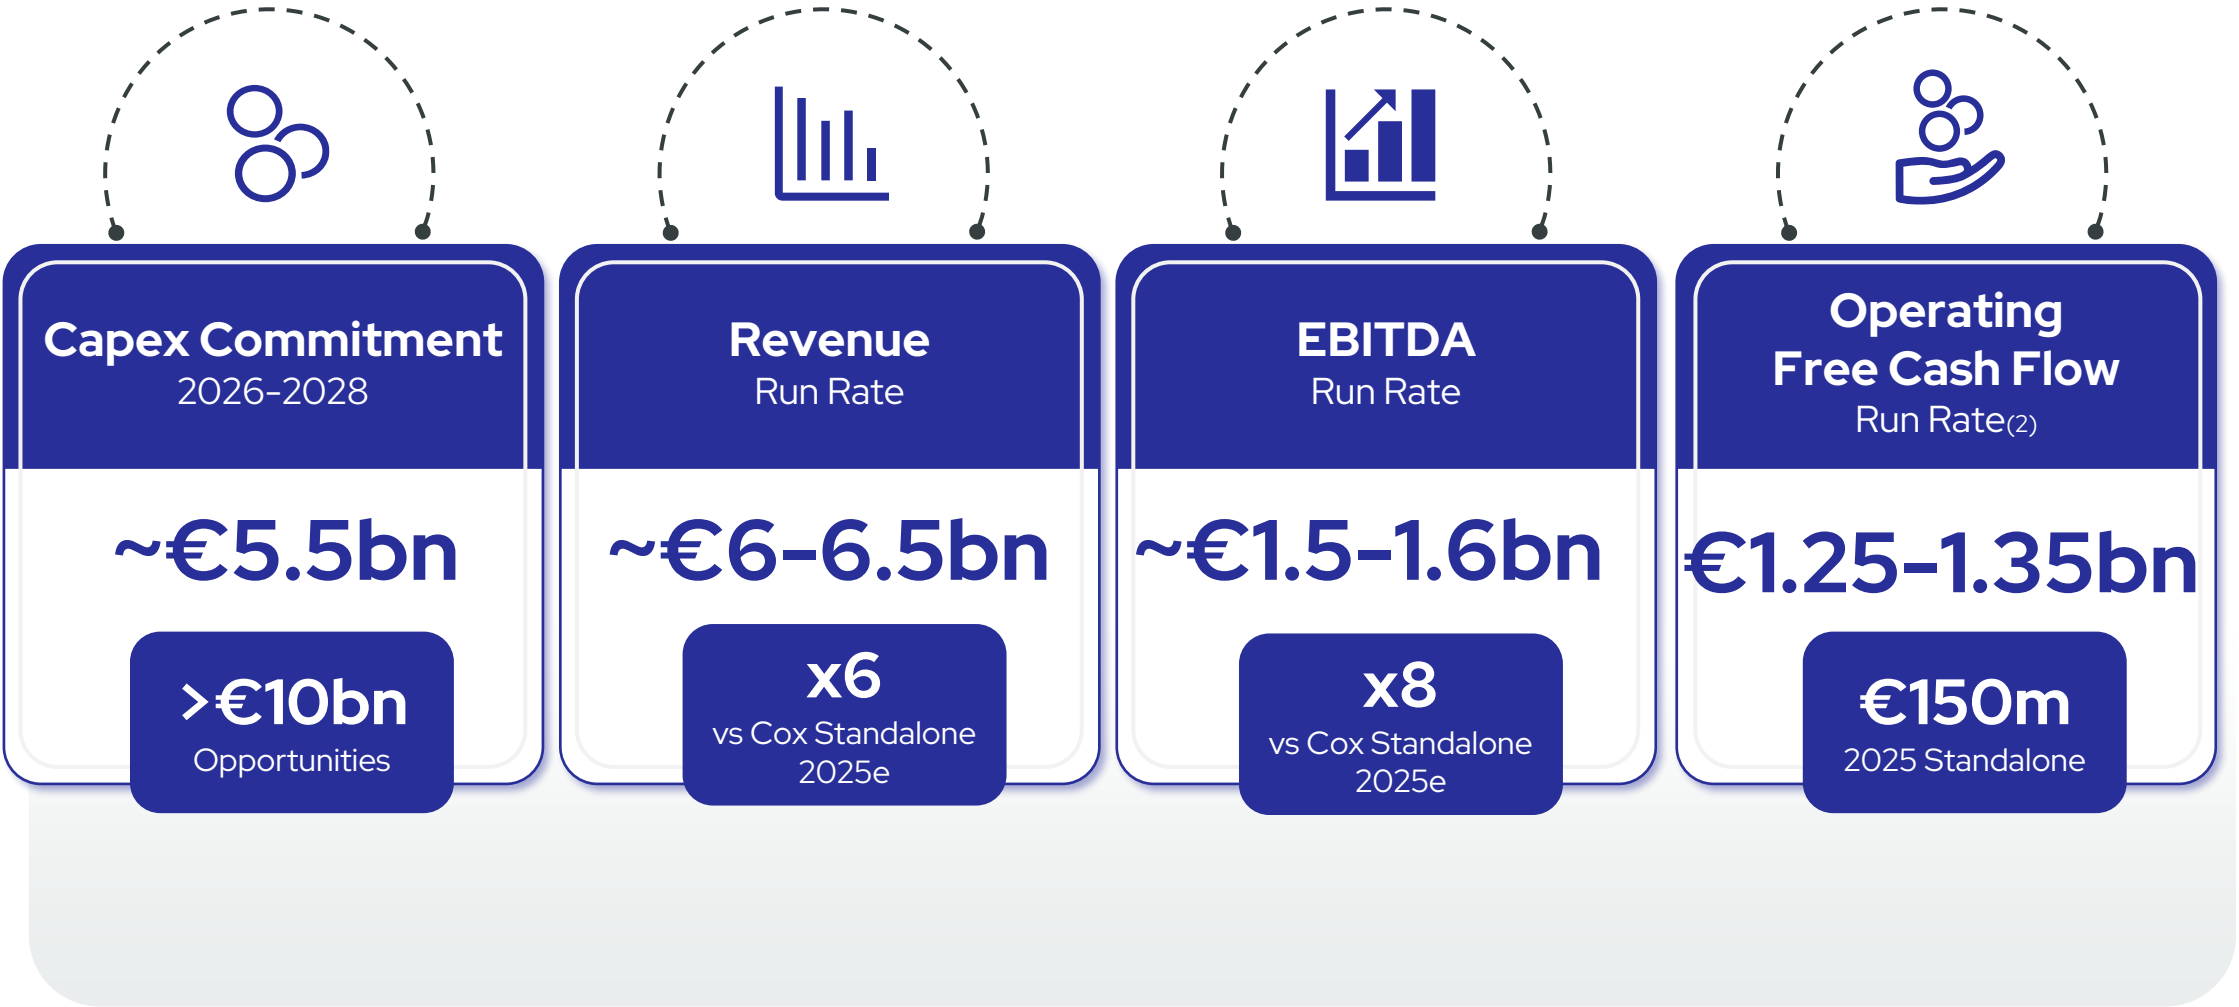 Capex Commitment
2026-2028
~€5.5bn
>€10bn
Opportunities
Revenue
Run Rate
~€6-6.5bn
x6
vs Cox Standalone
2025e
EBITDA
Run Rate
~€1.5-1.6bn
x8
vs Cox Standalone
2025e
Operating
Free Cash Flow
Run Rate(2)
€1.25-1.35bn
€150m
2025 Standalone